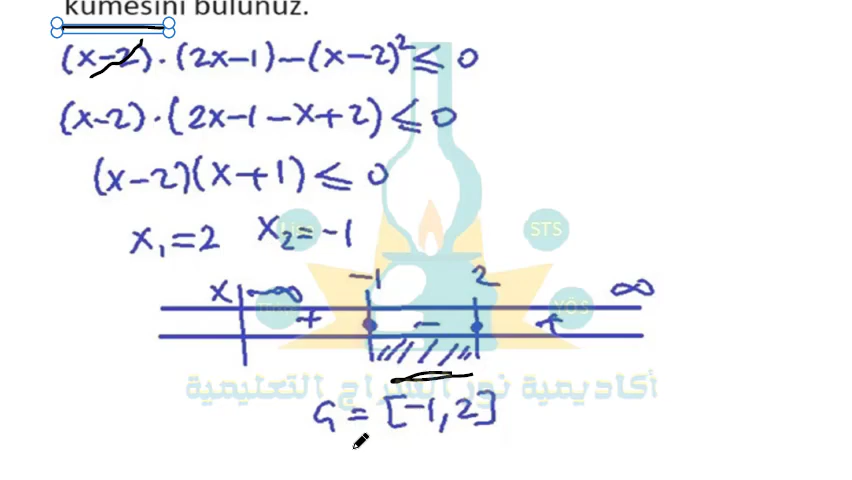 kümesini bulunuz.
(x-2)·(2x-1)-(x-2)² ≤ 0
(x-2)·(2x-1-x+2) ≤ 0
(x-2)(x+1) ≤ 0
x₁=2 x₂=-1
STS
x -∞ -1 2 ∞
YÖS
+ - +
أكاديمية نور السراج التعليمية
Ç = [-1, 2]